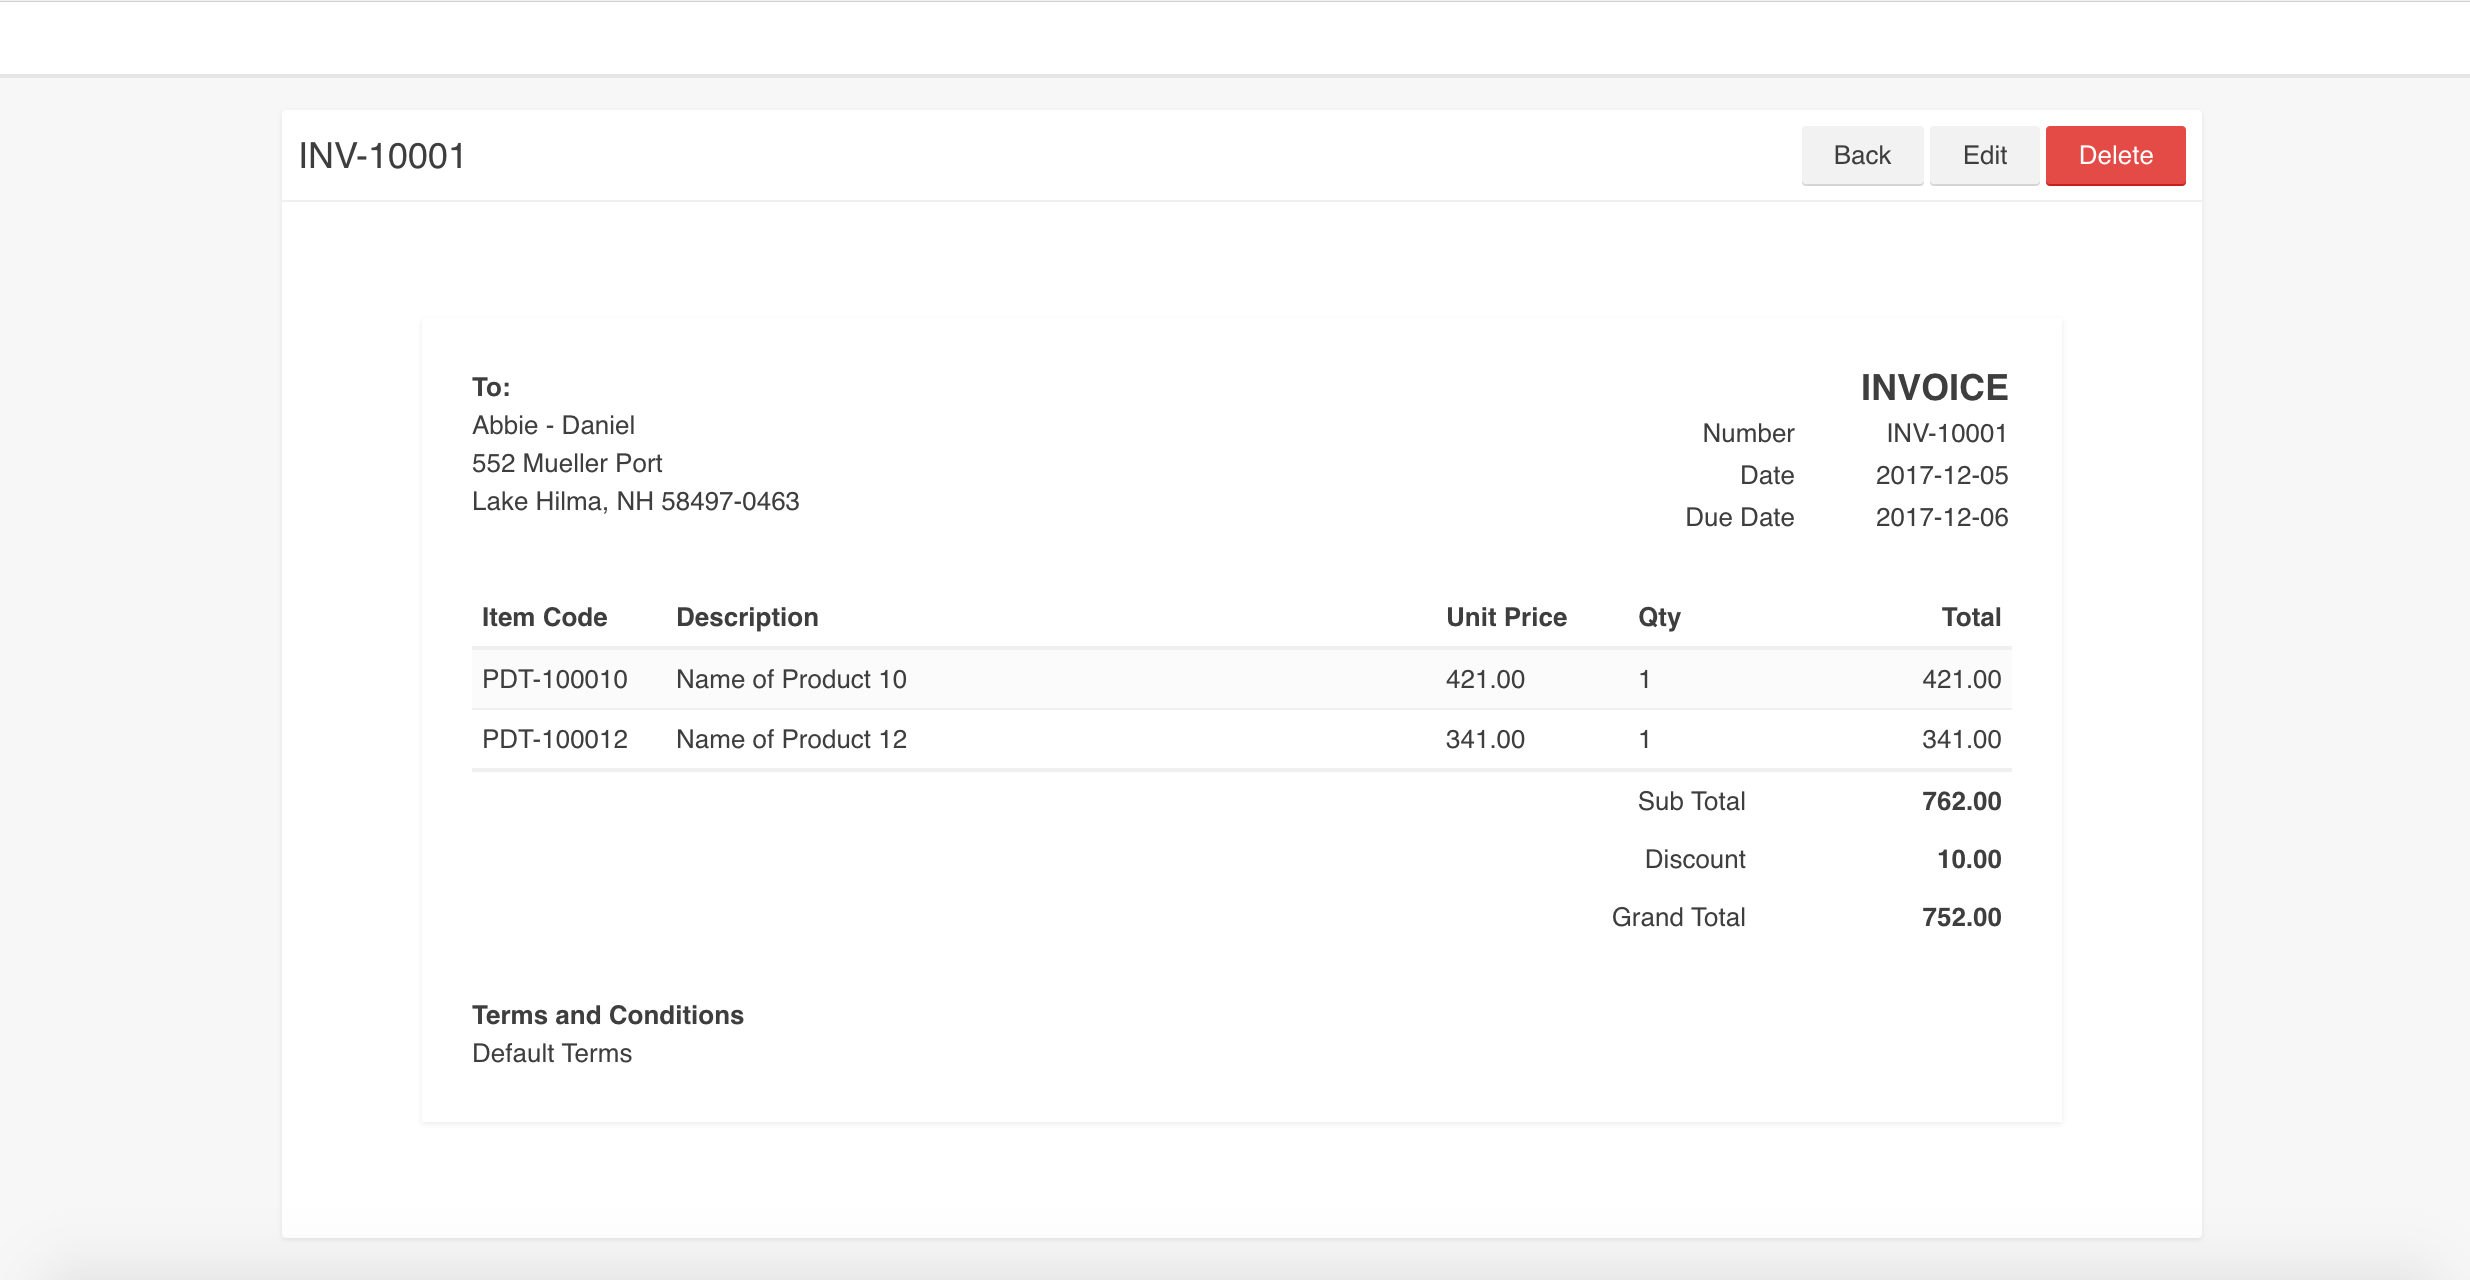 INV-10001
Back Edit Delete
To:
Abbie - Daniel
552 Mueller Port
Lake Hilma, NH 58497-0463
INVOICE
Number INV-10001
Date 2017-12-05
Due Date 2017-12-06
Item Code Description Unit Price Qty Total
PDT-100010 Name of Product 10 421.00 1 421.00
PDT-100012 Name of Product 12 341.00 1 341.00
Sub Total 762.00
Discount 10.00
Grand Total 752.00
Terms and Conditions
Default Terms